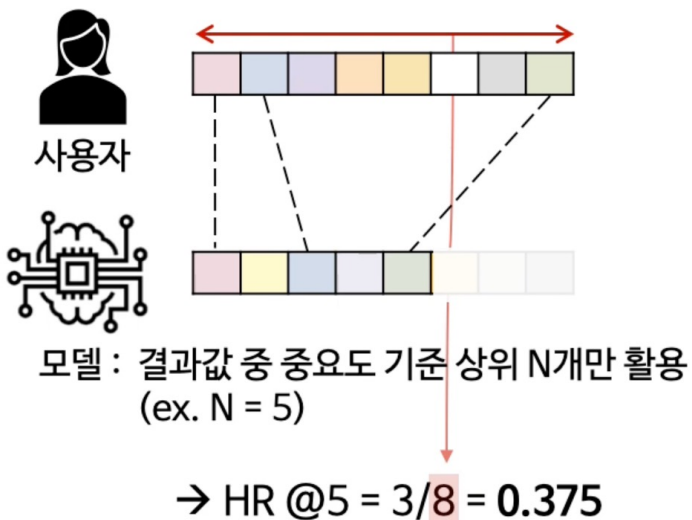 사용자
모델 : 결과값 중 중요도 기준 상위 N개만 활용
(ex. N = 5)
→ HR @5 = 3/8 = 0.375